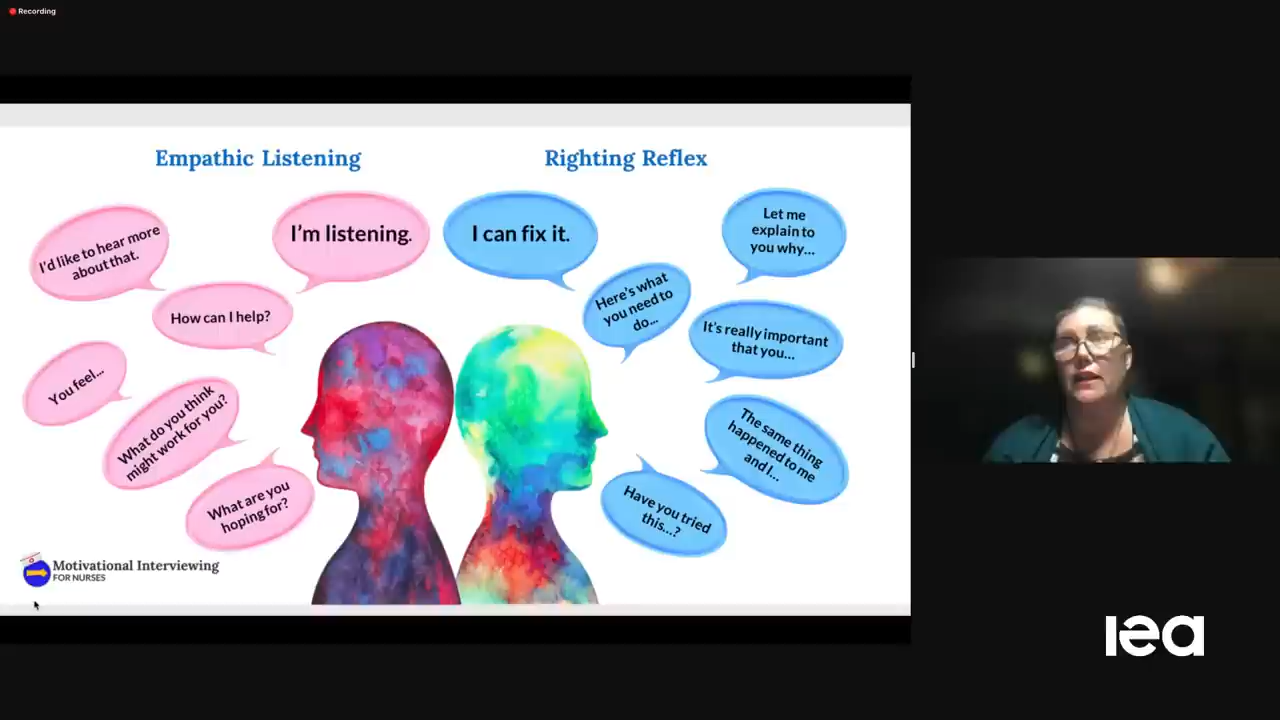 Recording
Empathic Listening
Righting Reflex
I'd like to hear more
about that.
I'm listening.
How can I help?
You feel...
What do you think
might work for you?
What are you
hoping for?
I can fix it.
Let me
explain to
you why...
Here's what
you need to
do...
It's really important
that you...
The same thing
happened to me
and I...
Have you tried
this...?
Motivational Interviewing
FOR NURSES
iea